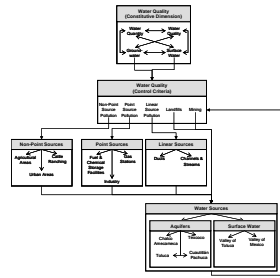 Water Quality
(Constitutive Dimension)
Water
Quantity
Water
Quality
Ground-
water
Surface
Water
Water Quality
(Control Criteria)
Non-Point
Source
Pollution
Point
Source
Pollution
Linear
Source
Pollution
Landfills
Mining
Non-Point Sources
Agricultural
Areas
Cattle
Ranching
Urban Areas
Point Sources
Fuel &
Chemical
Storage
Facilities
Gas
Stations
Industry
Linear Sources
Ducts
Channels &
Streams
Water Sources
Aquifers
Chalco
Amecameca
Texcoco
Toluca
Cuautitlan
Pachuca
Surface Water
Valley of
Toluca
Valley of
Mexico